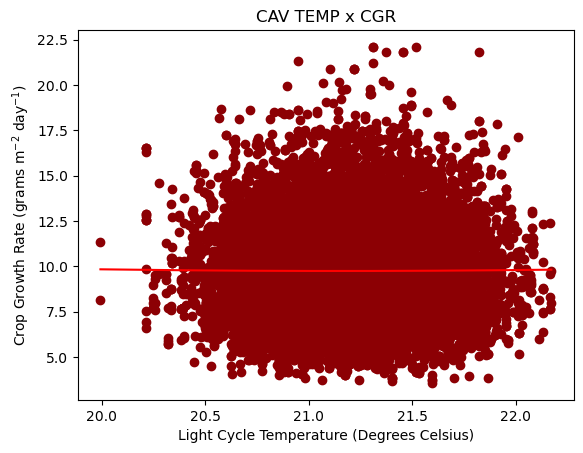 CAV TEMP x CGR
22.5
20.0
17.5
15.0
12.5
10.0
7.5
5.0
Crop Growth Rate (grams m⁻² day⁻¹)
20.0 20.5 21.0 21.5 22.0
Light Cycle Temperature (Degrees Celsius)